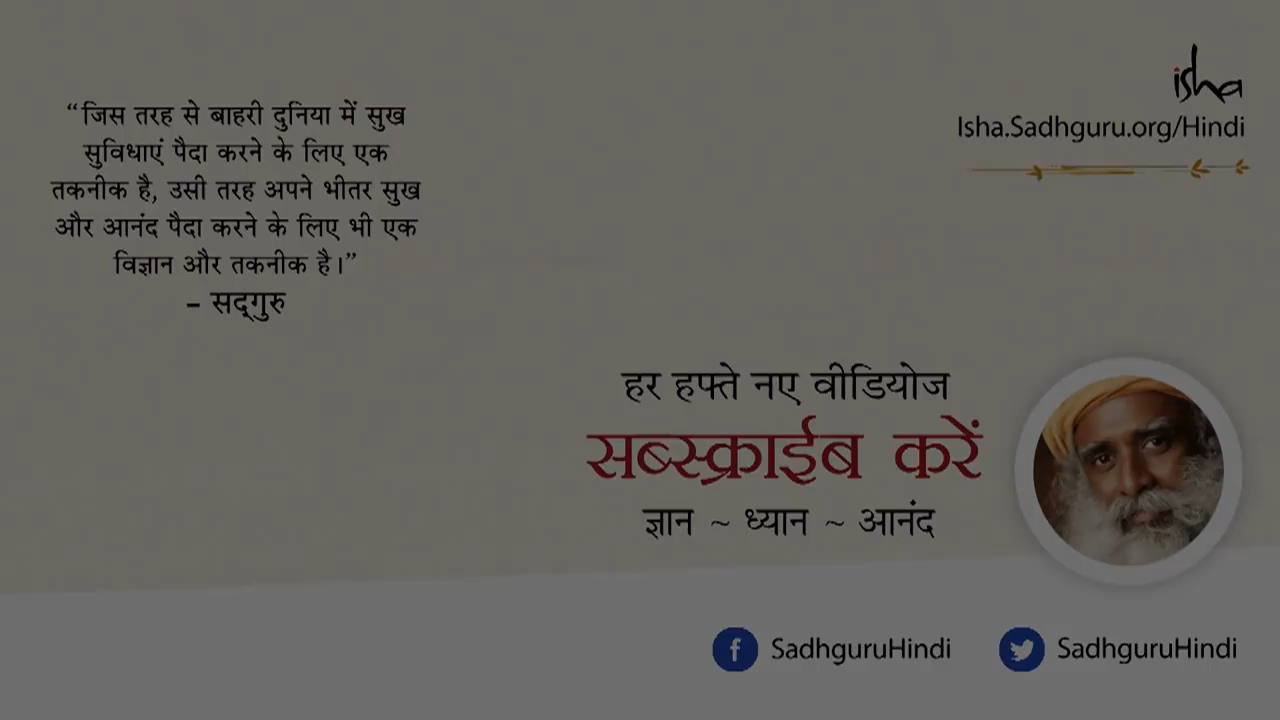 “जिस तरह से बाहरी दुनिया में सुख
सुविधाएं पैदा करने के लिए एक
तकनीक है, उसी तरह अपने भीतर सुख
और आनंद पैदा करने के लिए भी एक
विज्ञान और तकनीक है।”
– सद्‌गुरु
isha
Isha.Sadhguru.org/Hindi
हर हफ्ते नए वीडियोज
सब्स्क्राईब करें
ज्ञान ~ ध्यान ~ आनंद
SadhguruHindi
SadhguruHindi